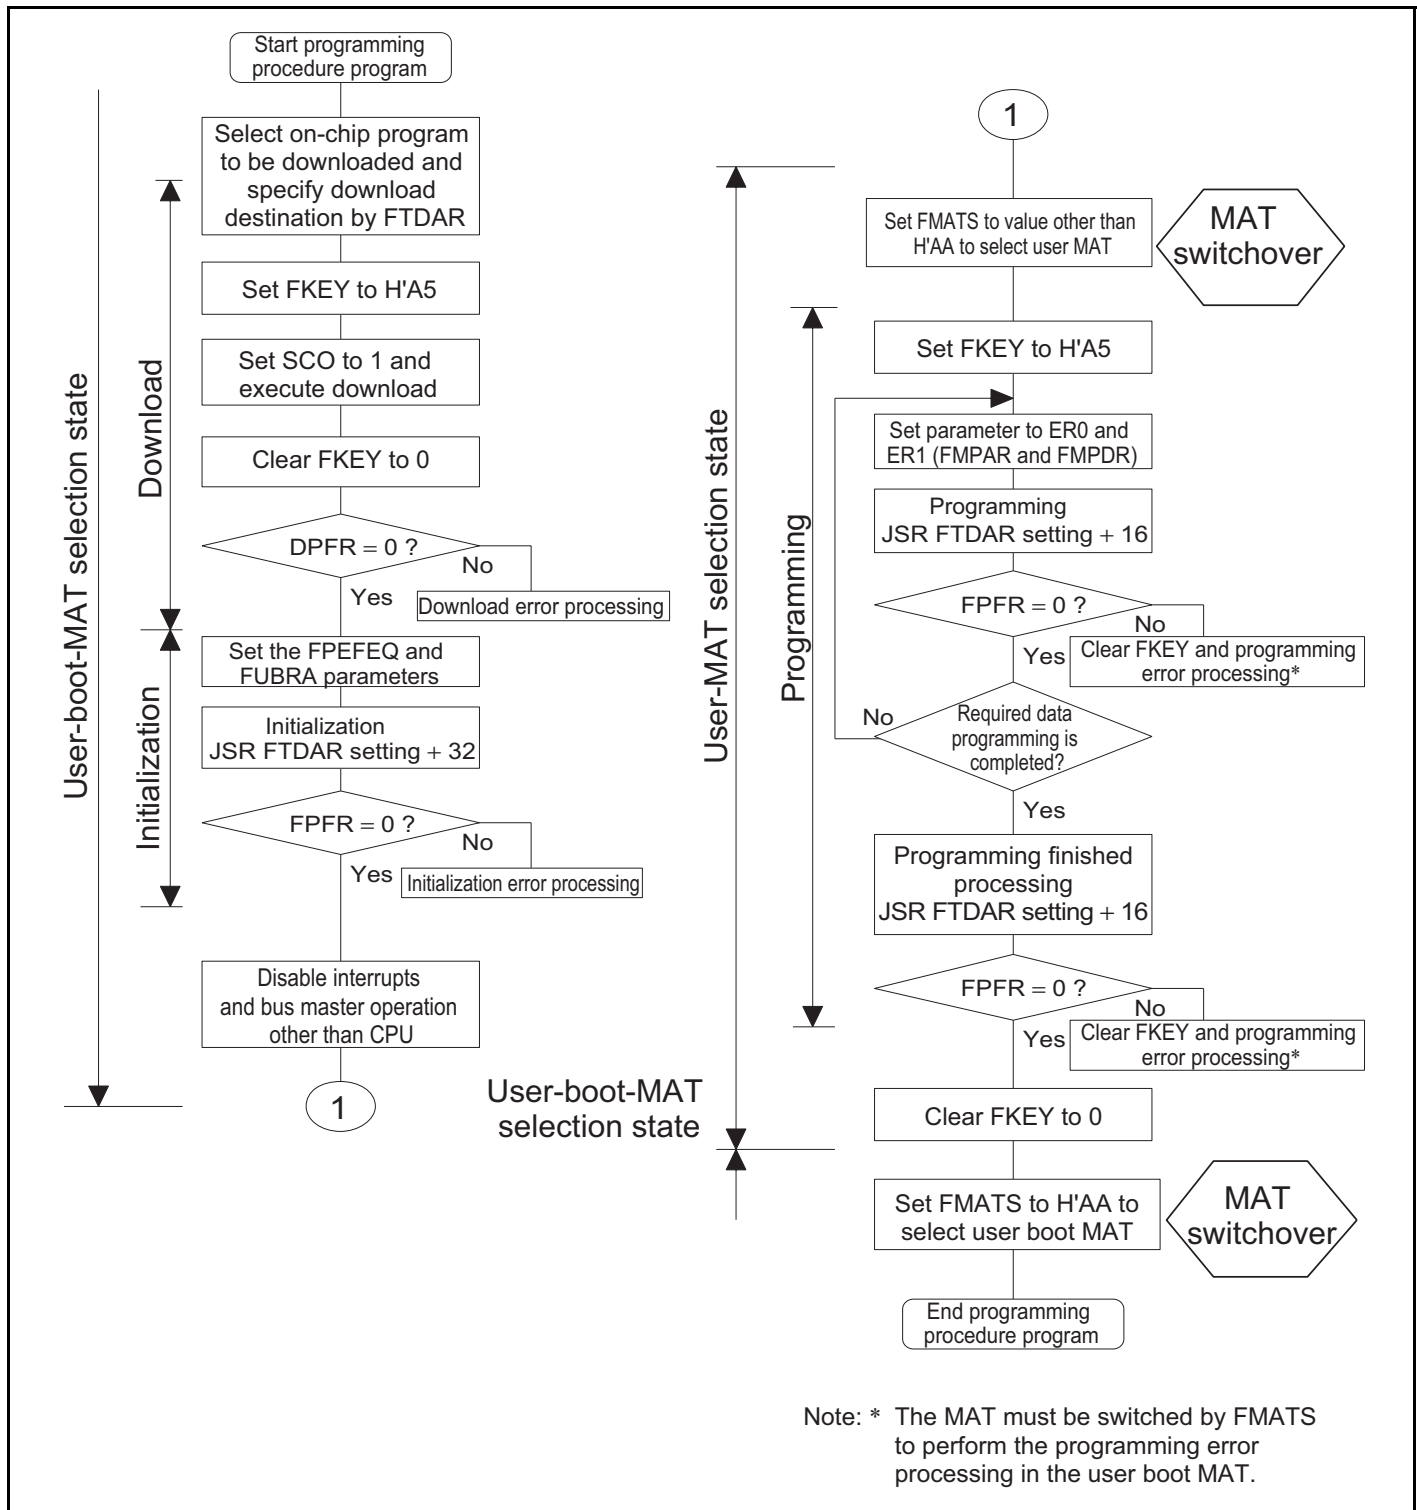 Start programming
procedure program
Select on-chip program
to be downloaded and
specify download
destination by FTDAR
Set FKEY to H'A5
Set SCO to 1 and
execute download
Clear FKEY to 0
DPFR = 0 ?
No
Yes
Download error processing
Set the FPEFEQ and
FUBRA parameters
Initialization
JSR FTDAR setting + 32
FPFR = 0 ?
No
Yes
Initialization error processing
Disable interrupts
and bus master operation
other than CPU
1
User-boot-MAT selection state
Download
Initialization
1
Set FMATS to value other than
H'AA to select user MAT
MAT
switchover
Set FKEY to H'A5
Set parameter to ER0 and
ER1 (FMPAR and FMPDR)
Programming
JSR FTDAR setting + 16
FPFR = 0 ?
No
Yes
Clear FKEY and programming
error processing*
No
Required data
programming is
completed?
Yes
Programming finished
processing
JSR FTDAR setting + 16
FPFR = 0 ?
No
Yes
Clear FKEY and programming
error processing*
Clear FKEY to 0
Set FMATS to H'AA to
select user boot MAT
MAT
switchover
End programming
procedure program
User-MAT selection state
Programming
User-boot-MAT
selection state
Note: * The MAT must be switched by FMATS
to perform the programming error
processing in the user boot MAT.